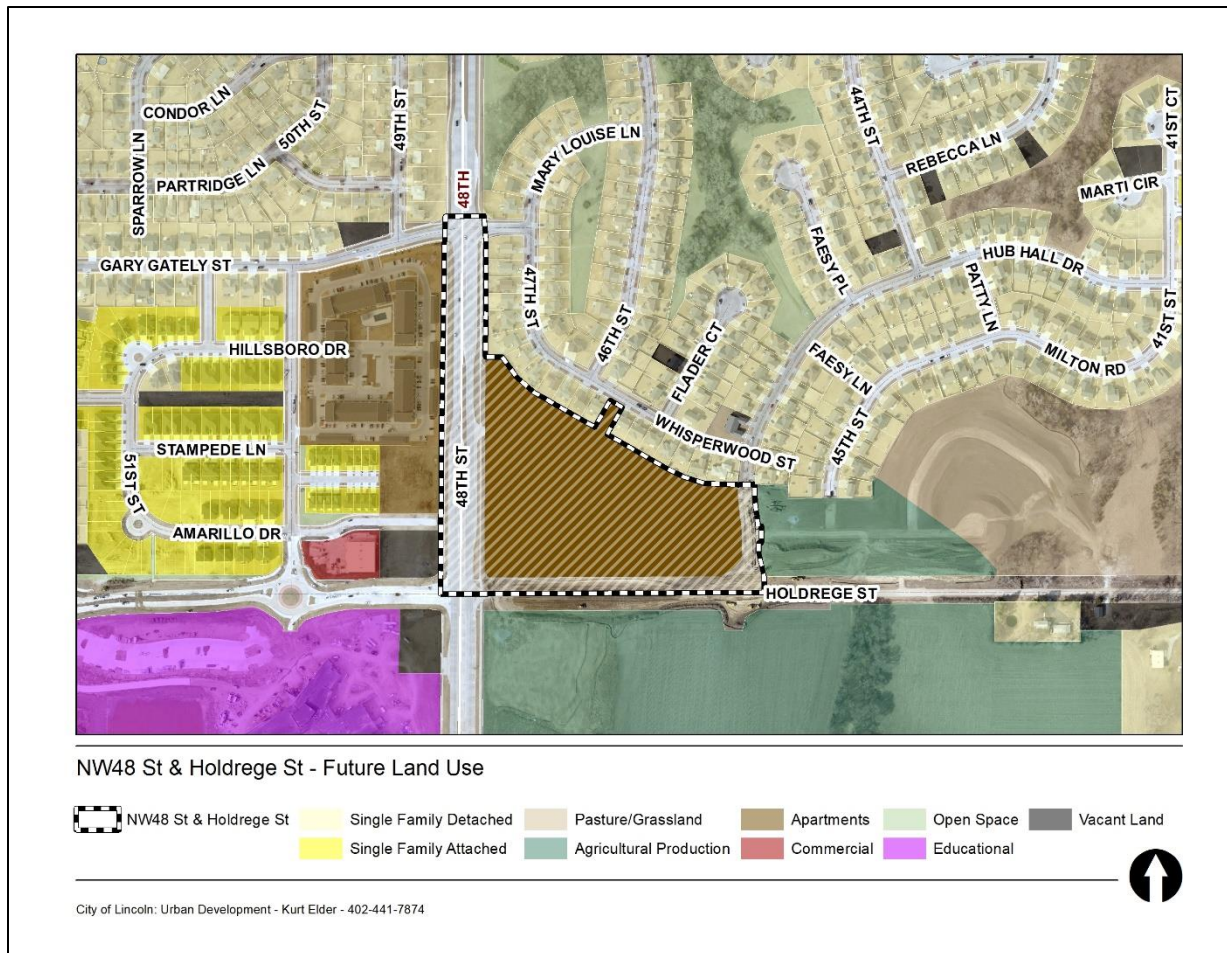 CONDOR LN
50TH ST
49TH ST
SPARROW LN
PARTRIDGE LN
48TH
MARY LOUISE LN
44TH ST
REBECCA LN
41ST CT
MARTI CIR
GARY GATELY ST
47TH ST
46TH ST
FAESY PL
HUB HALL DR
PATTY LN
41ST ST
HILLSBORO DR
FLADER CT
FAESY LN
MILTON RD
STAMPEDE LN
51ST ST
48TH ST
WHISPERWOOD ST
45TH ST
AMARILLO DR
HOLDREGE ST
NW48 St & Holdrege St - Future Land Use
NW48 St & Holdrege St
Single Family Detached
Pasture/Grassland
Apartments
Open Space
Vacant Land
Single Family Attached
Agricultural Production
Commercial
Educational
City of Lincoln: Urban Development - Kurt Elder - 402-441-7874